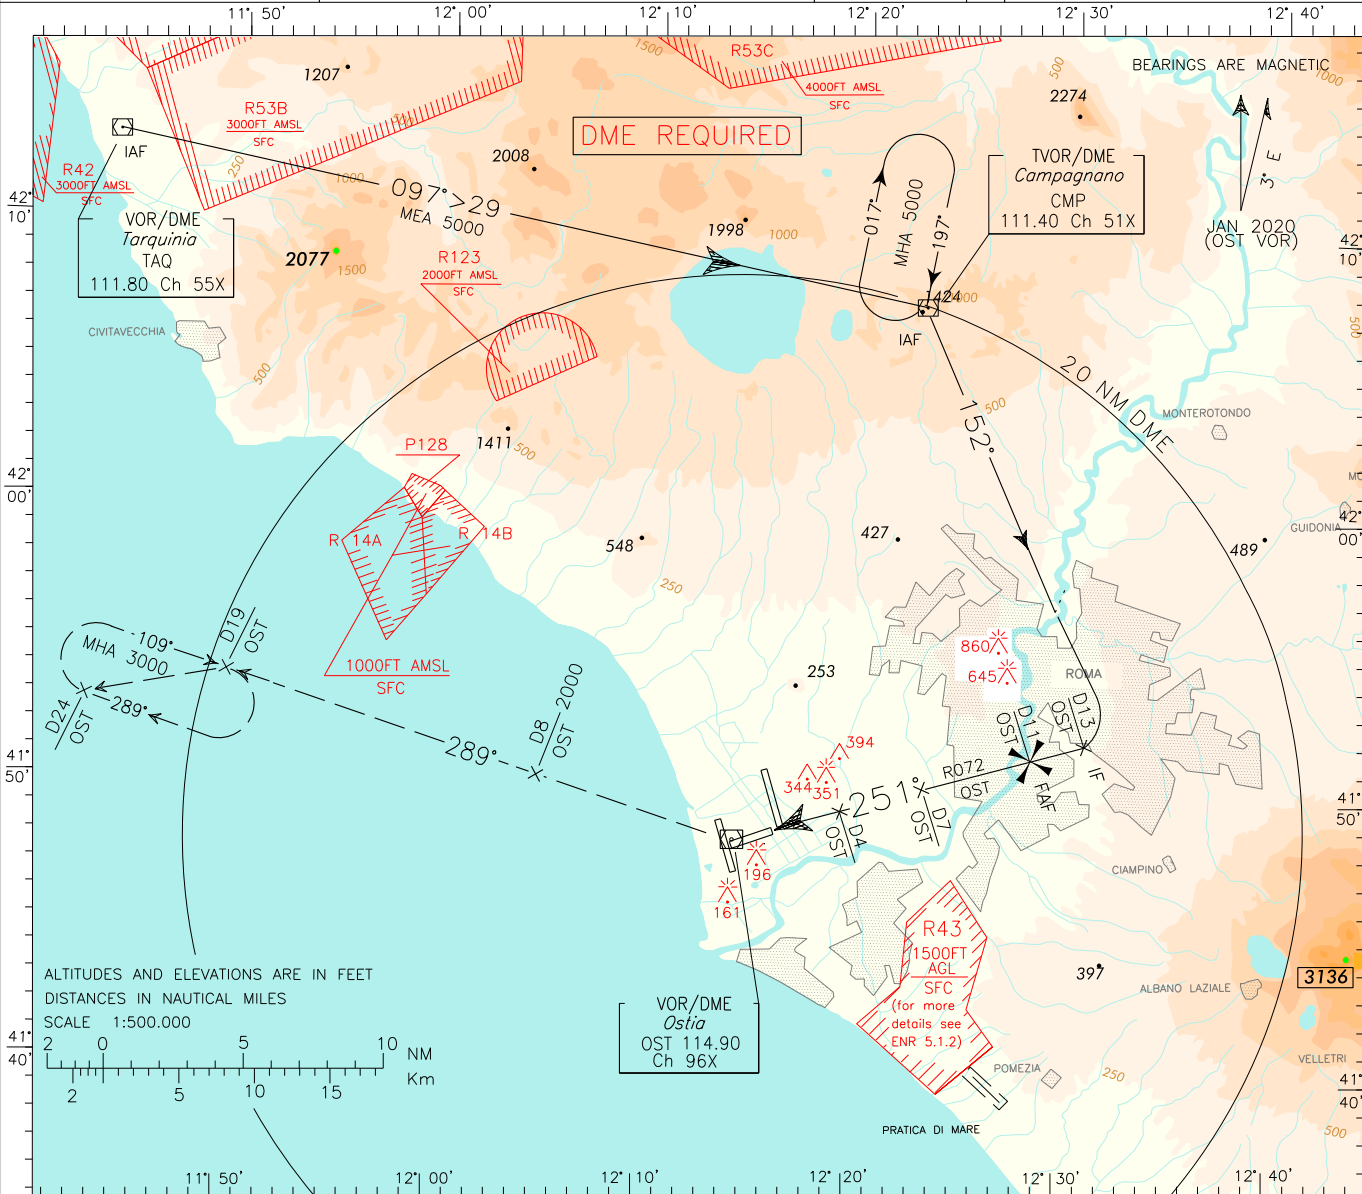 11° 50'
12° 00'
12° 10'
12° 20'
12° 30'
12° 40'
1500
R53C
4000FT AMSL
SFC
500
BEARINGS ARE MAGNETIC
1000
1207
R53B
3000FT AMSL
SFC
500
2274
DME REQUIRED
IAF
R42
3000FT AMSL
SFC
250
1000
2008
TVOR/DME
Campagnano
CMP
111.40 Ch 51X
3° E
JAN 2020
(OST VOR)
42°
10'
097°>29
MEA 5000
017°
MHA 5000
197°
VOR/DME
Tarquinia
TAQ
111.80 Ch 55X
1998
1000
2077
1500
R123
2000FT AMSL
SFC
42°
10'
1424
1000
IAF
CIVITAVECCHIA
500
500
20 NM DME
152°
500
MONTEROTONDO
1411
500
P128
42°
00'
R 14A
R 14B
548
427
250
489
GUIDONIA
42°
00'
D19
OST
109°
MHA 3000
289°
D24
OST
1000FT AMSL
SFC
D8 2000
OST
289°
253
860
645
ROMA
D13
OST
D11
OST
IF
FAF
R072
OST
251°
D7
OST
D4
OST
394
344
351
41°
50'
41°
50'
196
161
CIAMPINO
R43
1500FT
AGL
SFC
(for more
details see
ENR 5.1.2)
397
ALBANO LAZIALE
3136
VELLETRI
ALTITUDES AND ELEVATIONS ARE IN FEET
DISTANCES IN NAUTICAL MILES
SCALE 1:500.000
2 0 5 10 NM
2 5 10 15 Km
41°
40'
VOR/DME
Ostia
OST 114.90
Ch 96X
POMEZIA
250
PRATICA DI MARE
500
41°
40'
11° 50'
12° 00'
12° 10'
12° 20'
12° 30'
12° 40'